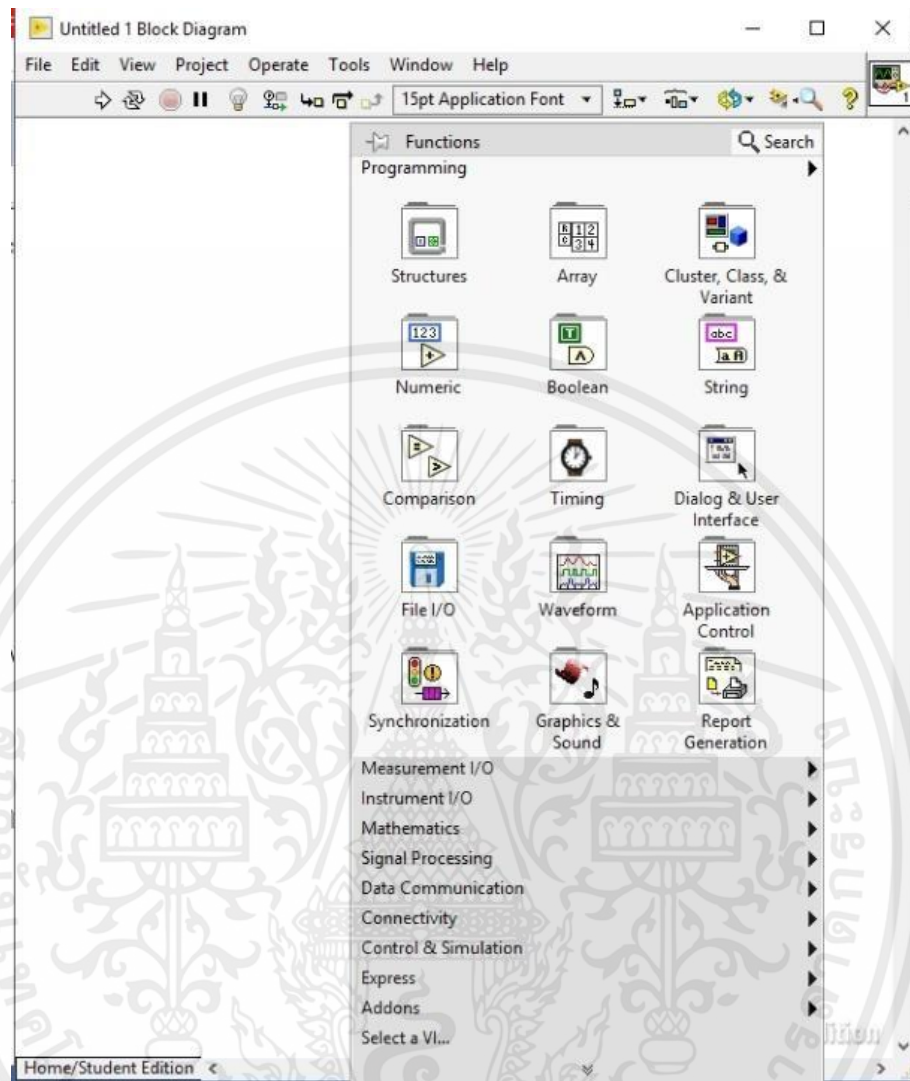 Untitled 1 Block Diagram
File Edit View Project Operate Tools Window Help
15pt Application Font
Functions Search
Programming
Structures Array Cluster, Class, &
Variant
Numeric Boolean String
Comparison Timing Dialog & User
Interface
File I/O Waveform Application
Control
Synchronization Graphics & Report
Sound Generation
Measurement I/O
Instrument I/O
Mathematics
Signal Processing
Data Communication
Connectivity
Control & Simulation
Express
Addons
Select a VI...
Home/Student Edition